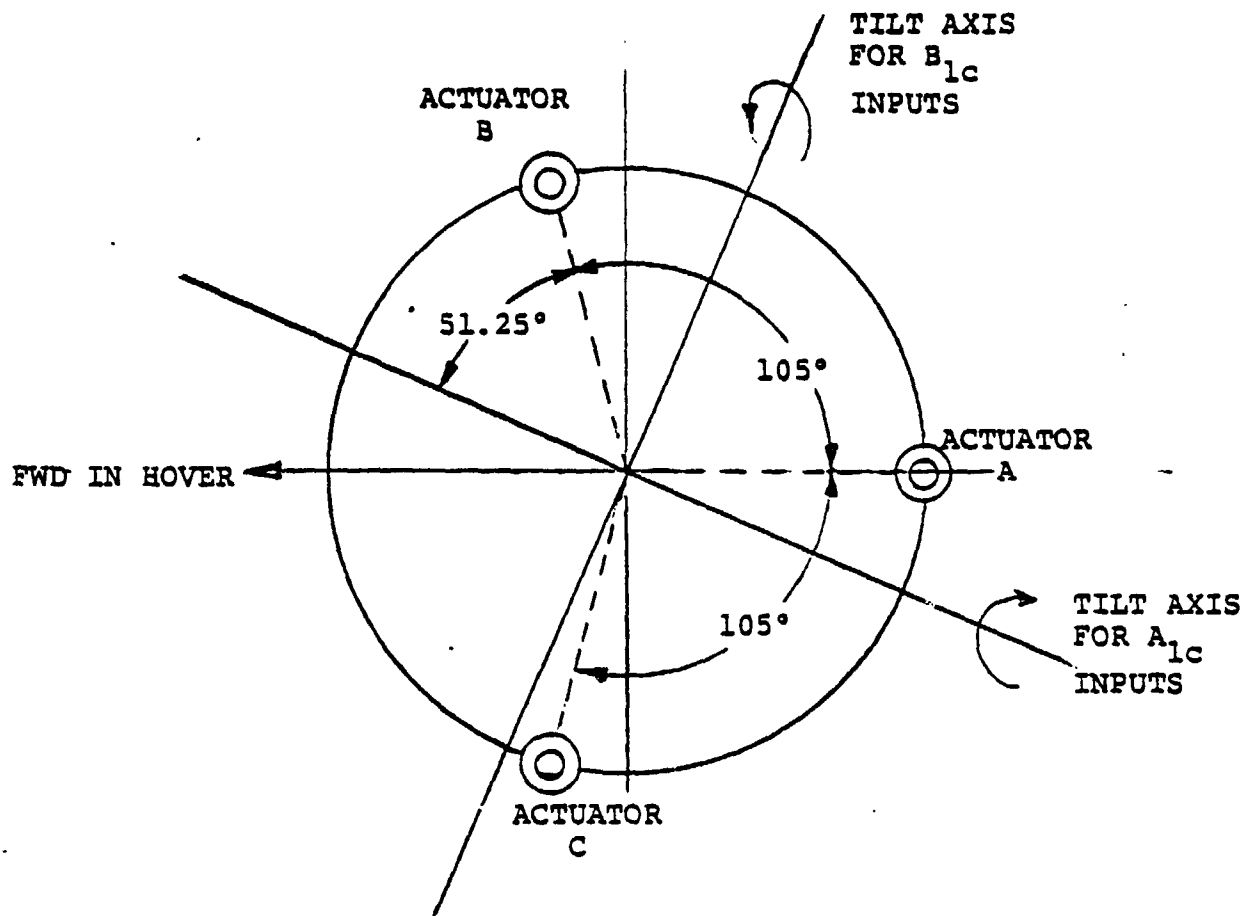 TILT AXIS
FOR B1c
INPUTS
ACTUATOR
B
51.25°
105°
ACTUATOR
A
FWD IN HOVER
105°
TILT AXIS
FOR A1c
INPUTS
ACTUATOR
C